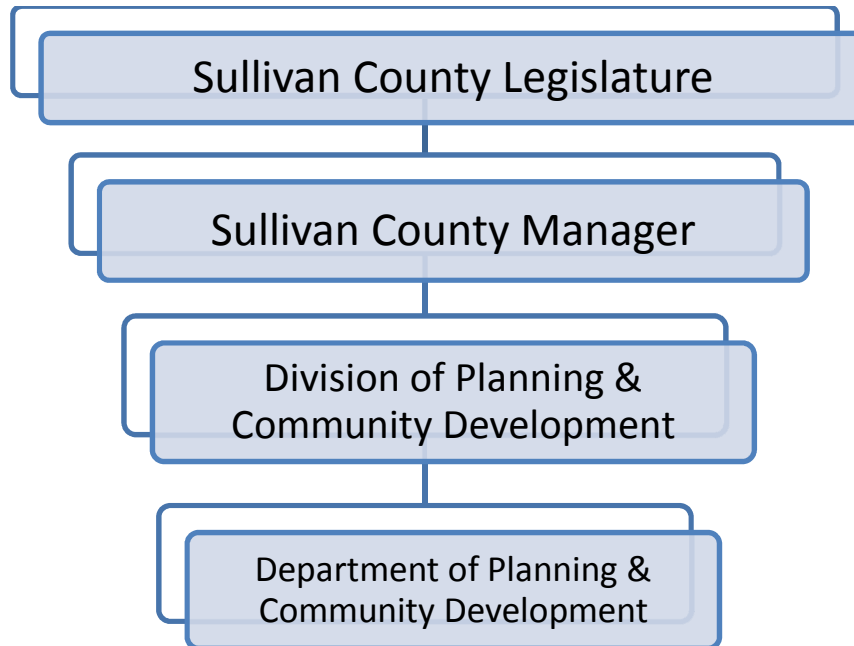 Sullivan County Legislature
Sullivan County Manager
Division of Planning &
Community Development
Department of Planning &
Community Development